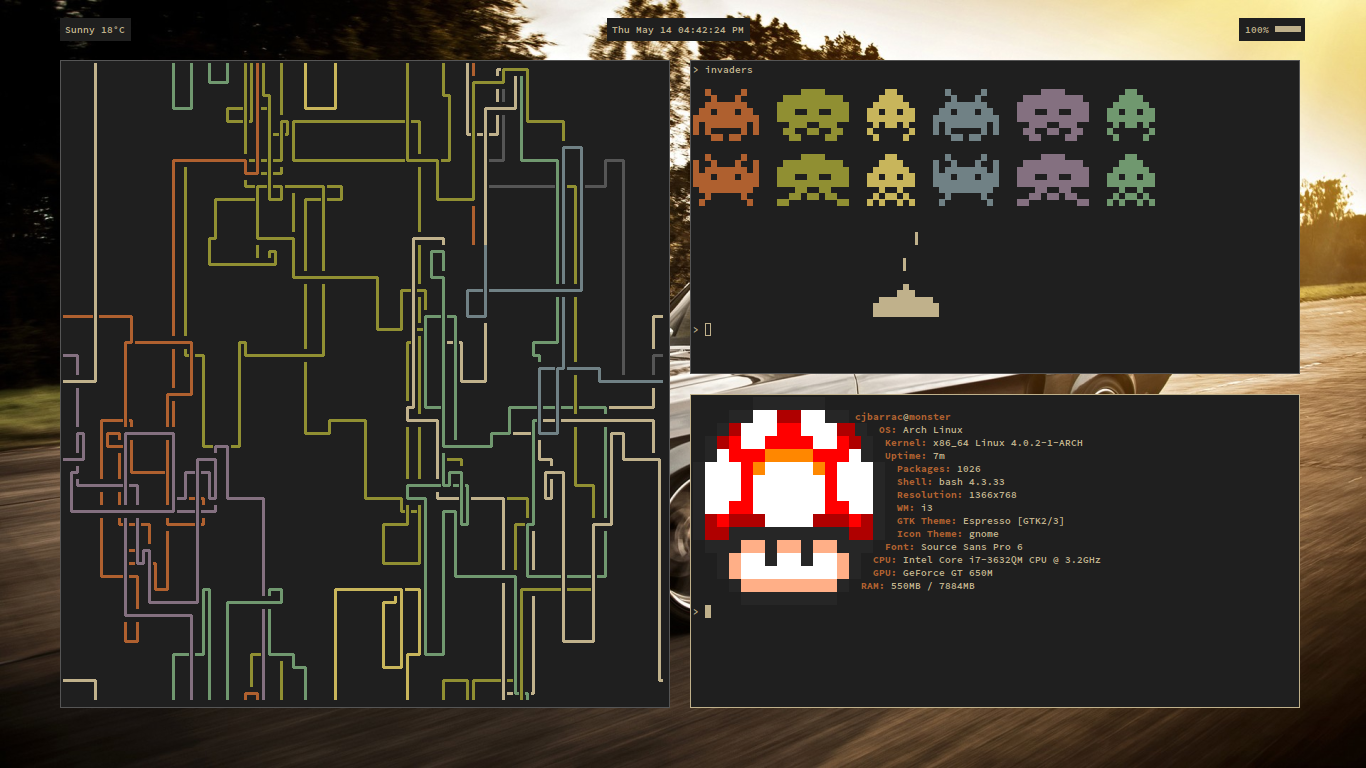 Sunny 18°C
Thu May 14 04:42:24 PM
100%
> invaders
>
cjbarrac@monster
OS: Arch Linux
Kernel: x86_64 Linux 4.0.2-1-ARCH
Uptime: 7m
Packages: 1026
Shell: bash 4.3.33
Resolution: 1366x768
WM: i3
GTK Theme: Espresso [GTK2/3]
Icon Theme: gnome
Font: Source Sans Pro 6
CPU: Intel Core i7-3632QM CPU @ 3.2GHz
GPU: GeForce GT 650M
RAM: 550MB / 7884MB
>